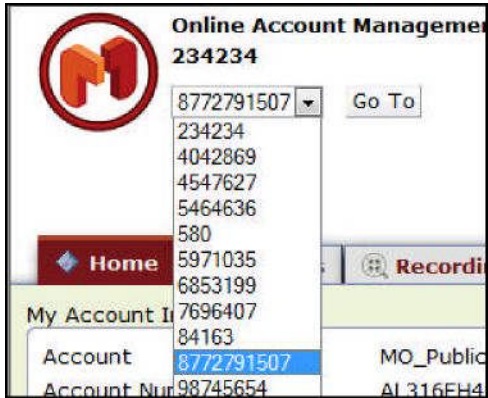 Online Account Managemen
234234
8772791507 Go To
234234
4042869
4547627
5464636
580
5971035
6853199
7696407
84163
8772791507
98745654
Home s Recordi
My Account I
Account MO_Public
Account Nu AL316EH4